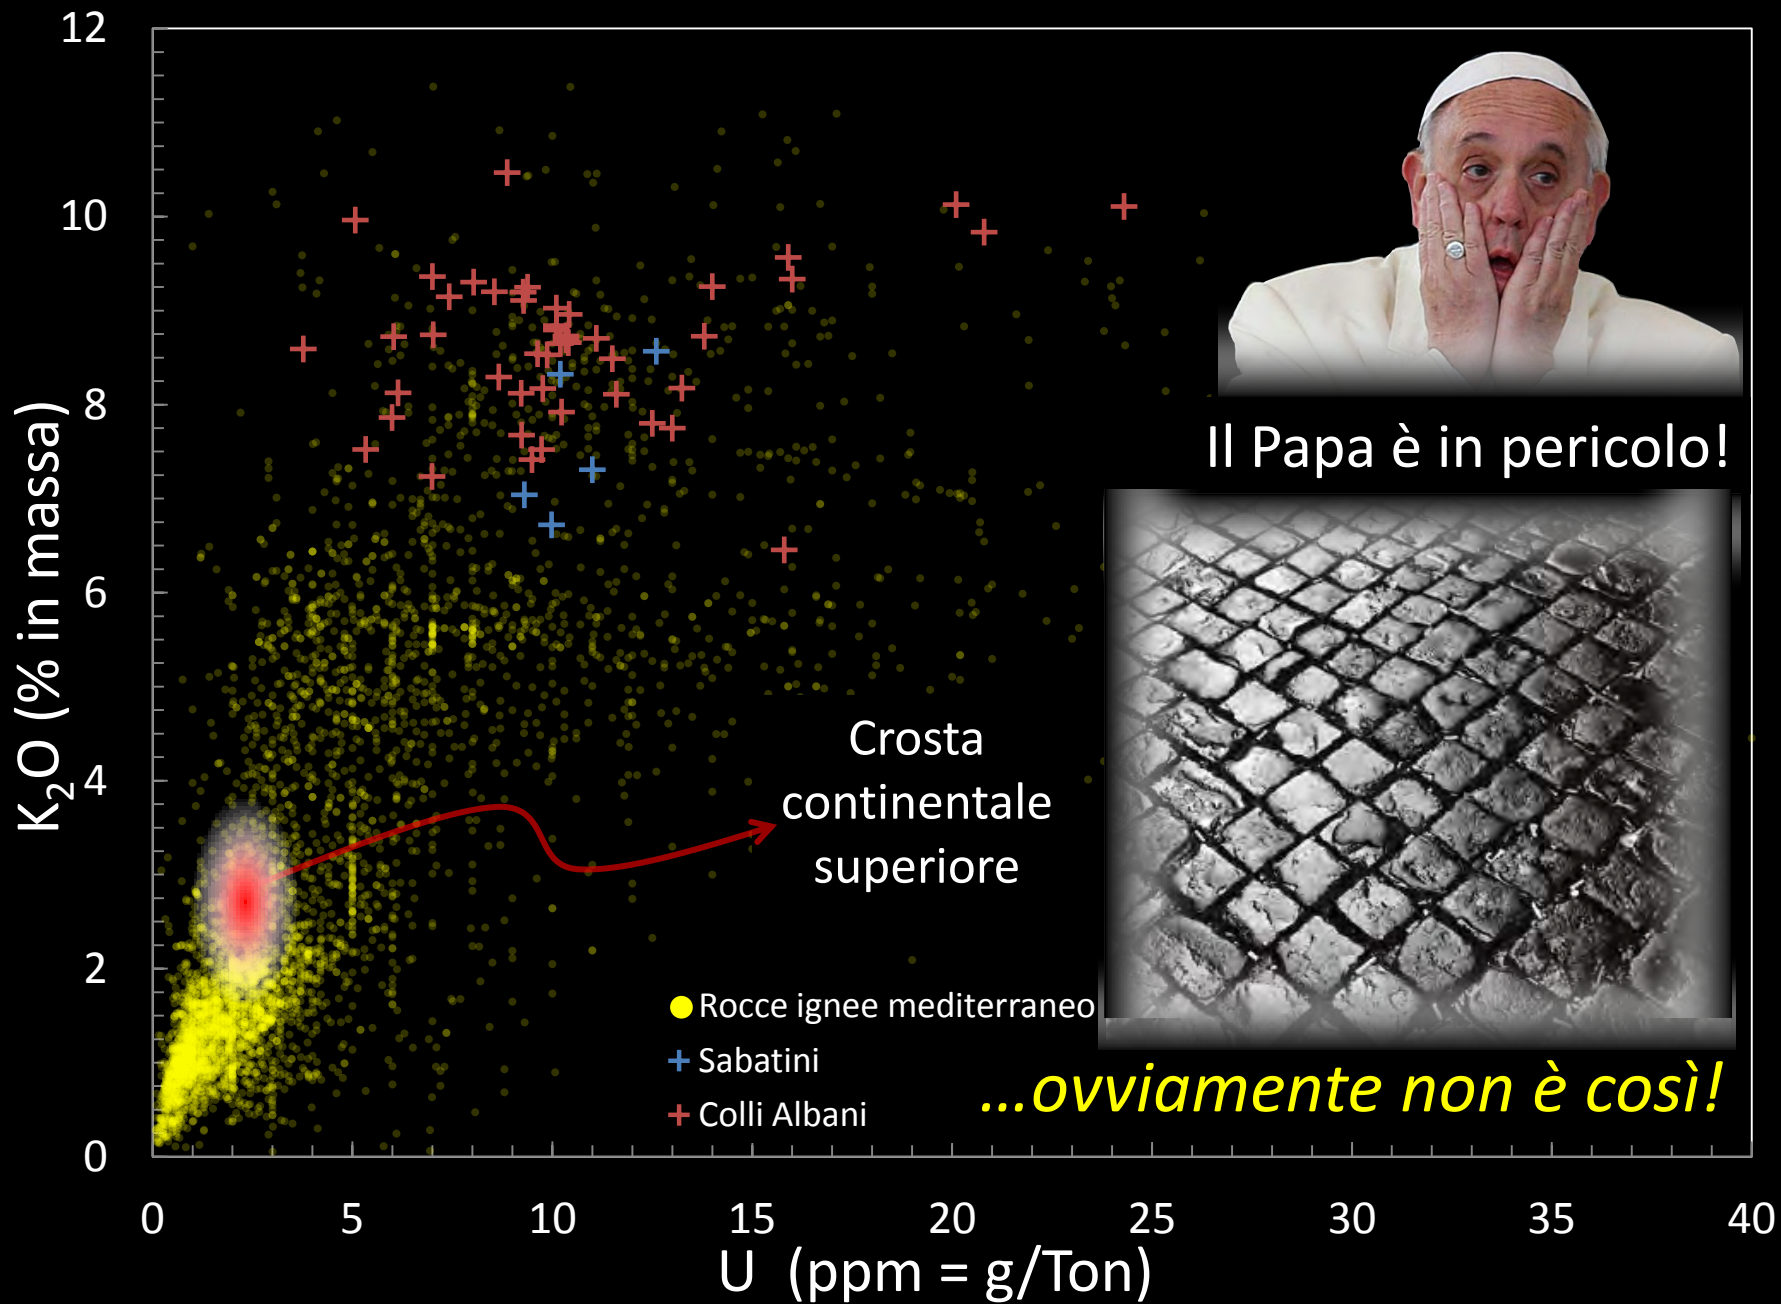 12
10
8
6
4
2
0
K₂O (% in massa)
Il Papa è in pericolo!
Crosta
continentale
superiore
Rocce ignee mediterraneo
Sabatini
Colli Albani
...ovviamente non è così!
0 5 10 15 20 25 30 35 40
U (ppm = g/Ton)